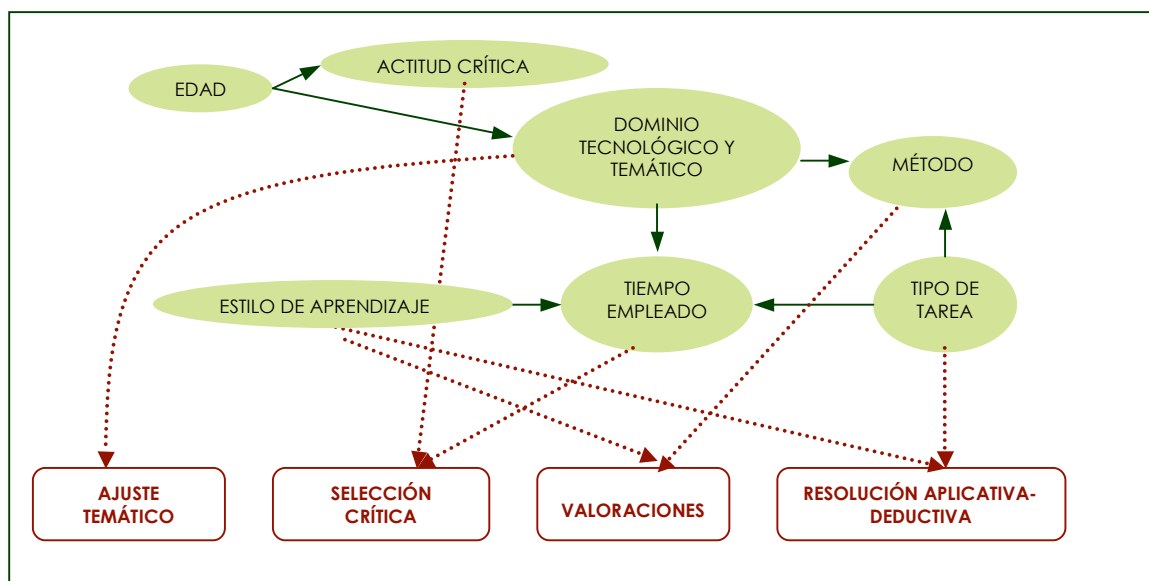 ACTITUD CRÍTICA
EDAD
DOMINIO
TECNOLÓGICO Y
TEMÁTICO
MÉTODO
ESTILO DE APRENDIZAJE
TIEMPO
EMPLEADO
TIPO DE
TAREA
AJUSTE
TEMÁTICO
SELECCIÓN
CRÍTICA
VALORACIONES
RESOLUCIÓN APLICATIVA-
DEDUCTIVA